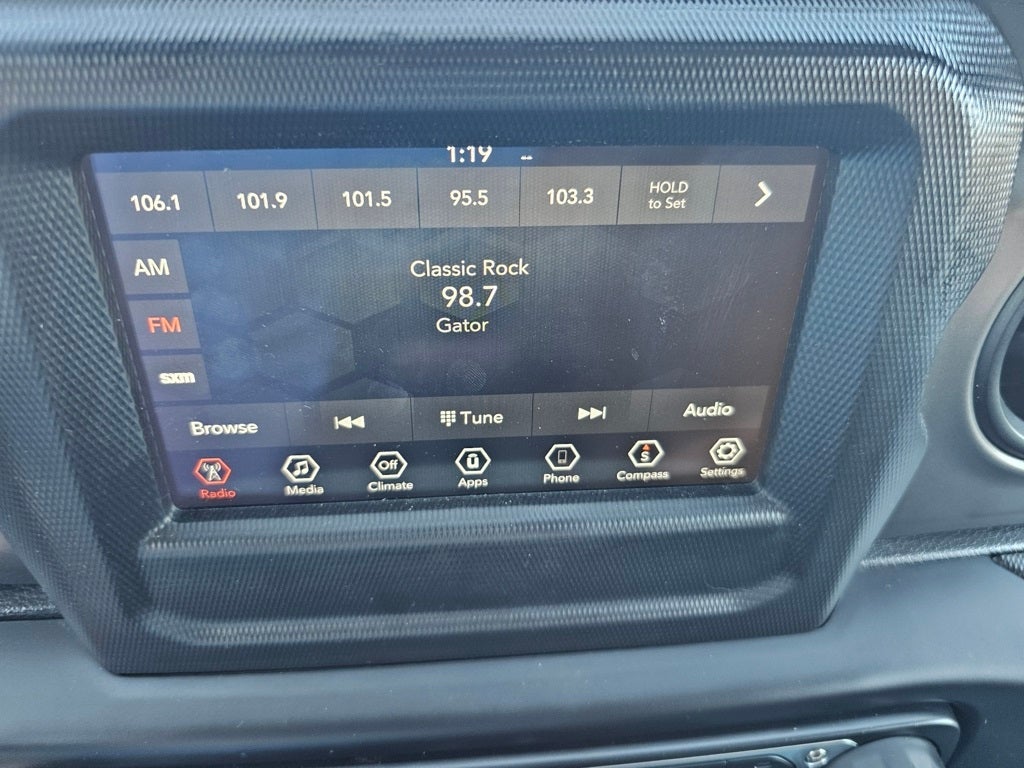 1:19 --
106.1 101.9 101.5 95.5 103.3 HOLD
to Set
AM
Classic Rock
98.7
FM
Gator
sxm
Browse Tune Audio
Off S
Radio Media Climate Apps Phone Compass Settings